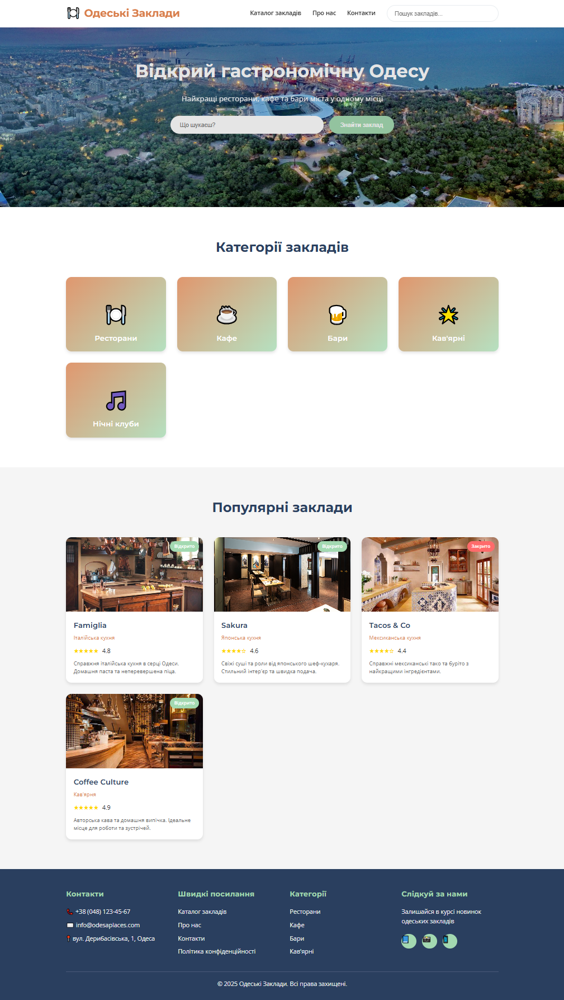 Одеські Заклади
Каталог закладів
Про нас
Контакти
Пошук закладів...
Відкрий гастрономічну Одесу
Найкращі ресторани, кафе та бари міста у одному місці
Що шукаєш?
Знайти заклад
Категорії закладів
Ресторани
Кафе
Бари
Кав'ярні
Нічні клуби
Популярні заклади
Відкрито
Famiglia
Італійська кухня
★★★★★ 4.8
Справжня італійська кухня в серці Одеси.
Домашня паста та неперевершена піца.
Відкрито
Sakura
Японська кухня
★★★★☆ 4.6
Свіжі суші та роли від японського шеф-кухаря.
Стильний інтер'єр та швидка подача.
Закрито
Tacos & Co
Мексиканська кухня
★★★★☆ 4.4
Справжні мексиканські тако та буріто з
найкращими інгредієнтами.
Відкрито
Coffee Culture
Кав'ярня
★★★★★ 4.9
Авторська кава та домашня випічка. Ідеальне
місце для роботи та зустрічей.
Контакти
+38 (048) 123-45-67
info@odesaplaces.com
вул. Дерибасівська, 1, Одеса
Швидкі посилання
Каталог закладів
Про нас
Контакти
Політика конфіденційності
Категорії
Ресторани
Кафе
Бари
Кав'ярні
Слідкуй за нами
Залишайся в курсі новинок
одеських закладів
© 2025 Одеські Заклади. Всі права захищені.